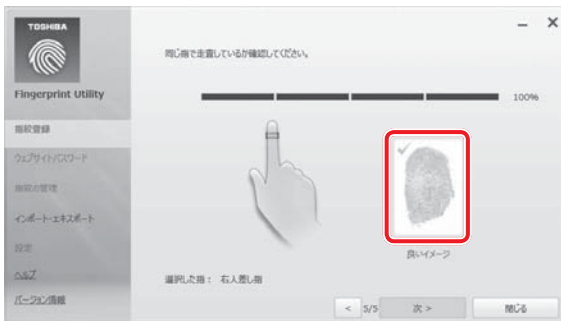 TOSHIBA
Fingerprint Utility
指紋登録
ウェブサイト/パスワード
指紋の管理
インポート・エキスポート
設定
ヘルプ
バージョン情報
同じ指で走査しているか確認してください。
100%
良いイメージ
選択した指： 右人差し指
< 5/5 次 > 閉じる